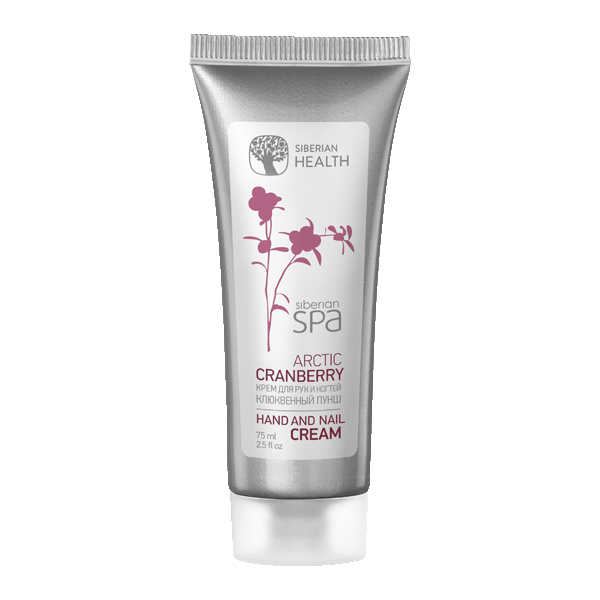 SIBERIAN
HEALTH
siberian
spa
ARCTIC
CRANBERRY
КРЕМ ДЛЯ РУК И НОГТЕЙ
КЛЮКВЕННЫЙ ПУНШ
HAND AND NAIL
CREAM
75 ml
2.5 fl oz